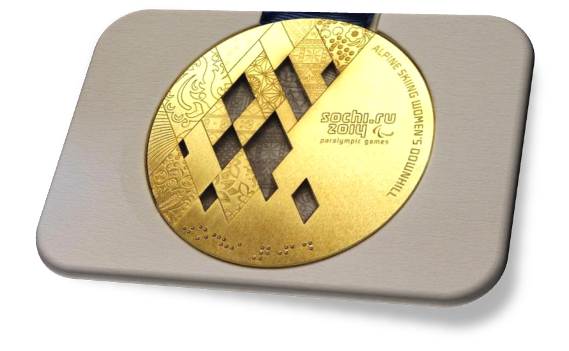 ALPINE SKIING WOMEN'S DOWNHILL
sochi.ru
2014
paralympic games